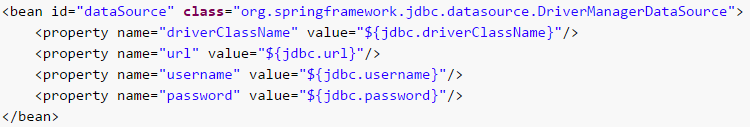 <bean id="dataSource" class="org.springframework.jdbc.datasource.DriverManagerDataSource">
    <property name="driverClassName" value="${jdbc.driverClassName}"/>
    <property name="url" value="${jdbc.url}"/>
    <property name="username" value="${jdbc.username}"/>
    <property name="password" value="${jdbc.password}"/>
</bean>